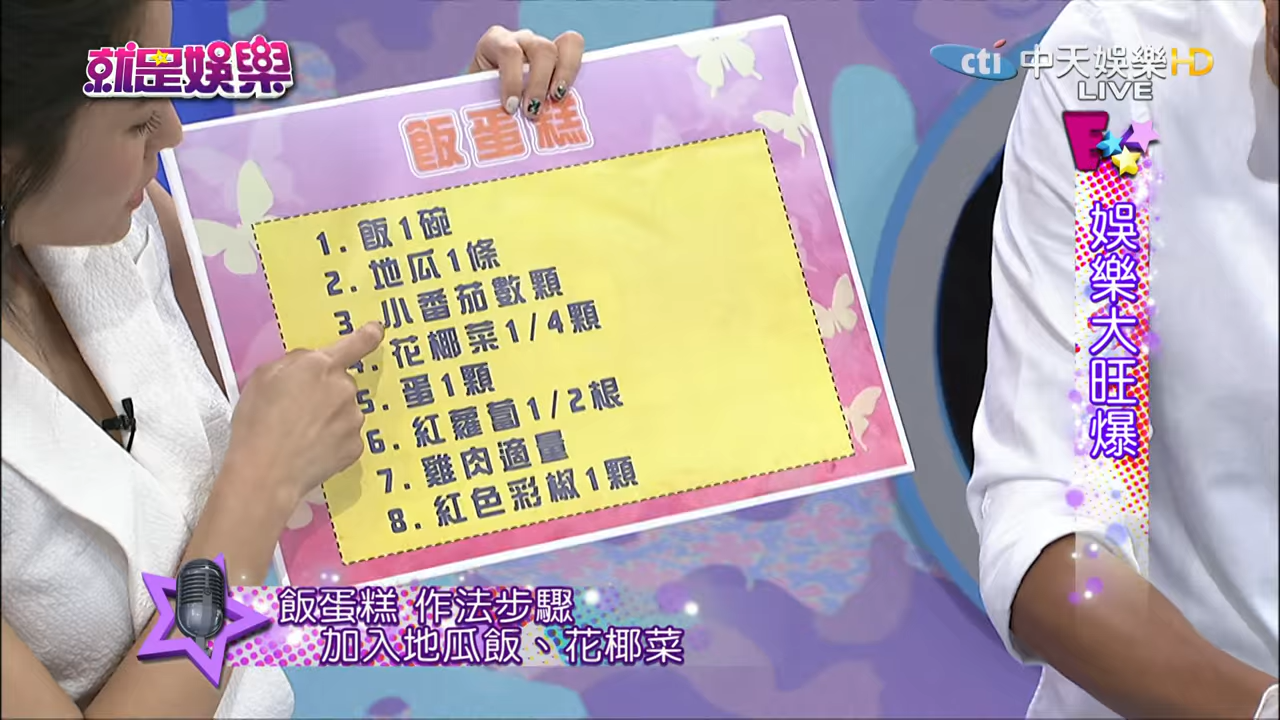 就是娛樂
cti 中天娛樂HD
LIVE
E
娛樂大旺爆
飯蛋糕
1. 飯1碗
2. 地瓜1條
3. 小番茄數顆
4. 花椰菜1/4顆
5. 蛋1顆
6. 紅蘿蔔1/2根
7. 雞肉適量
8. 紅色彩椒1顆
飯蛋糕 作法步驟
加入地瓜飯、花椰菜